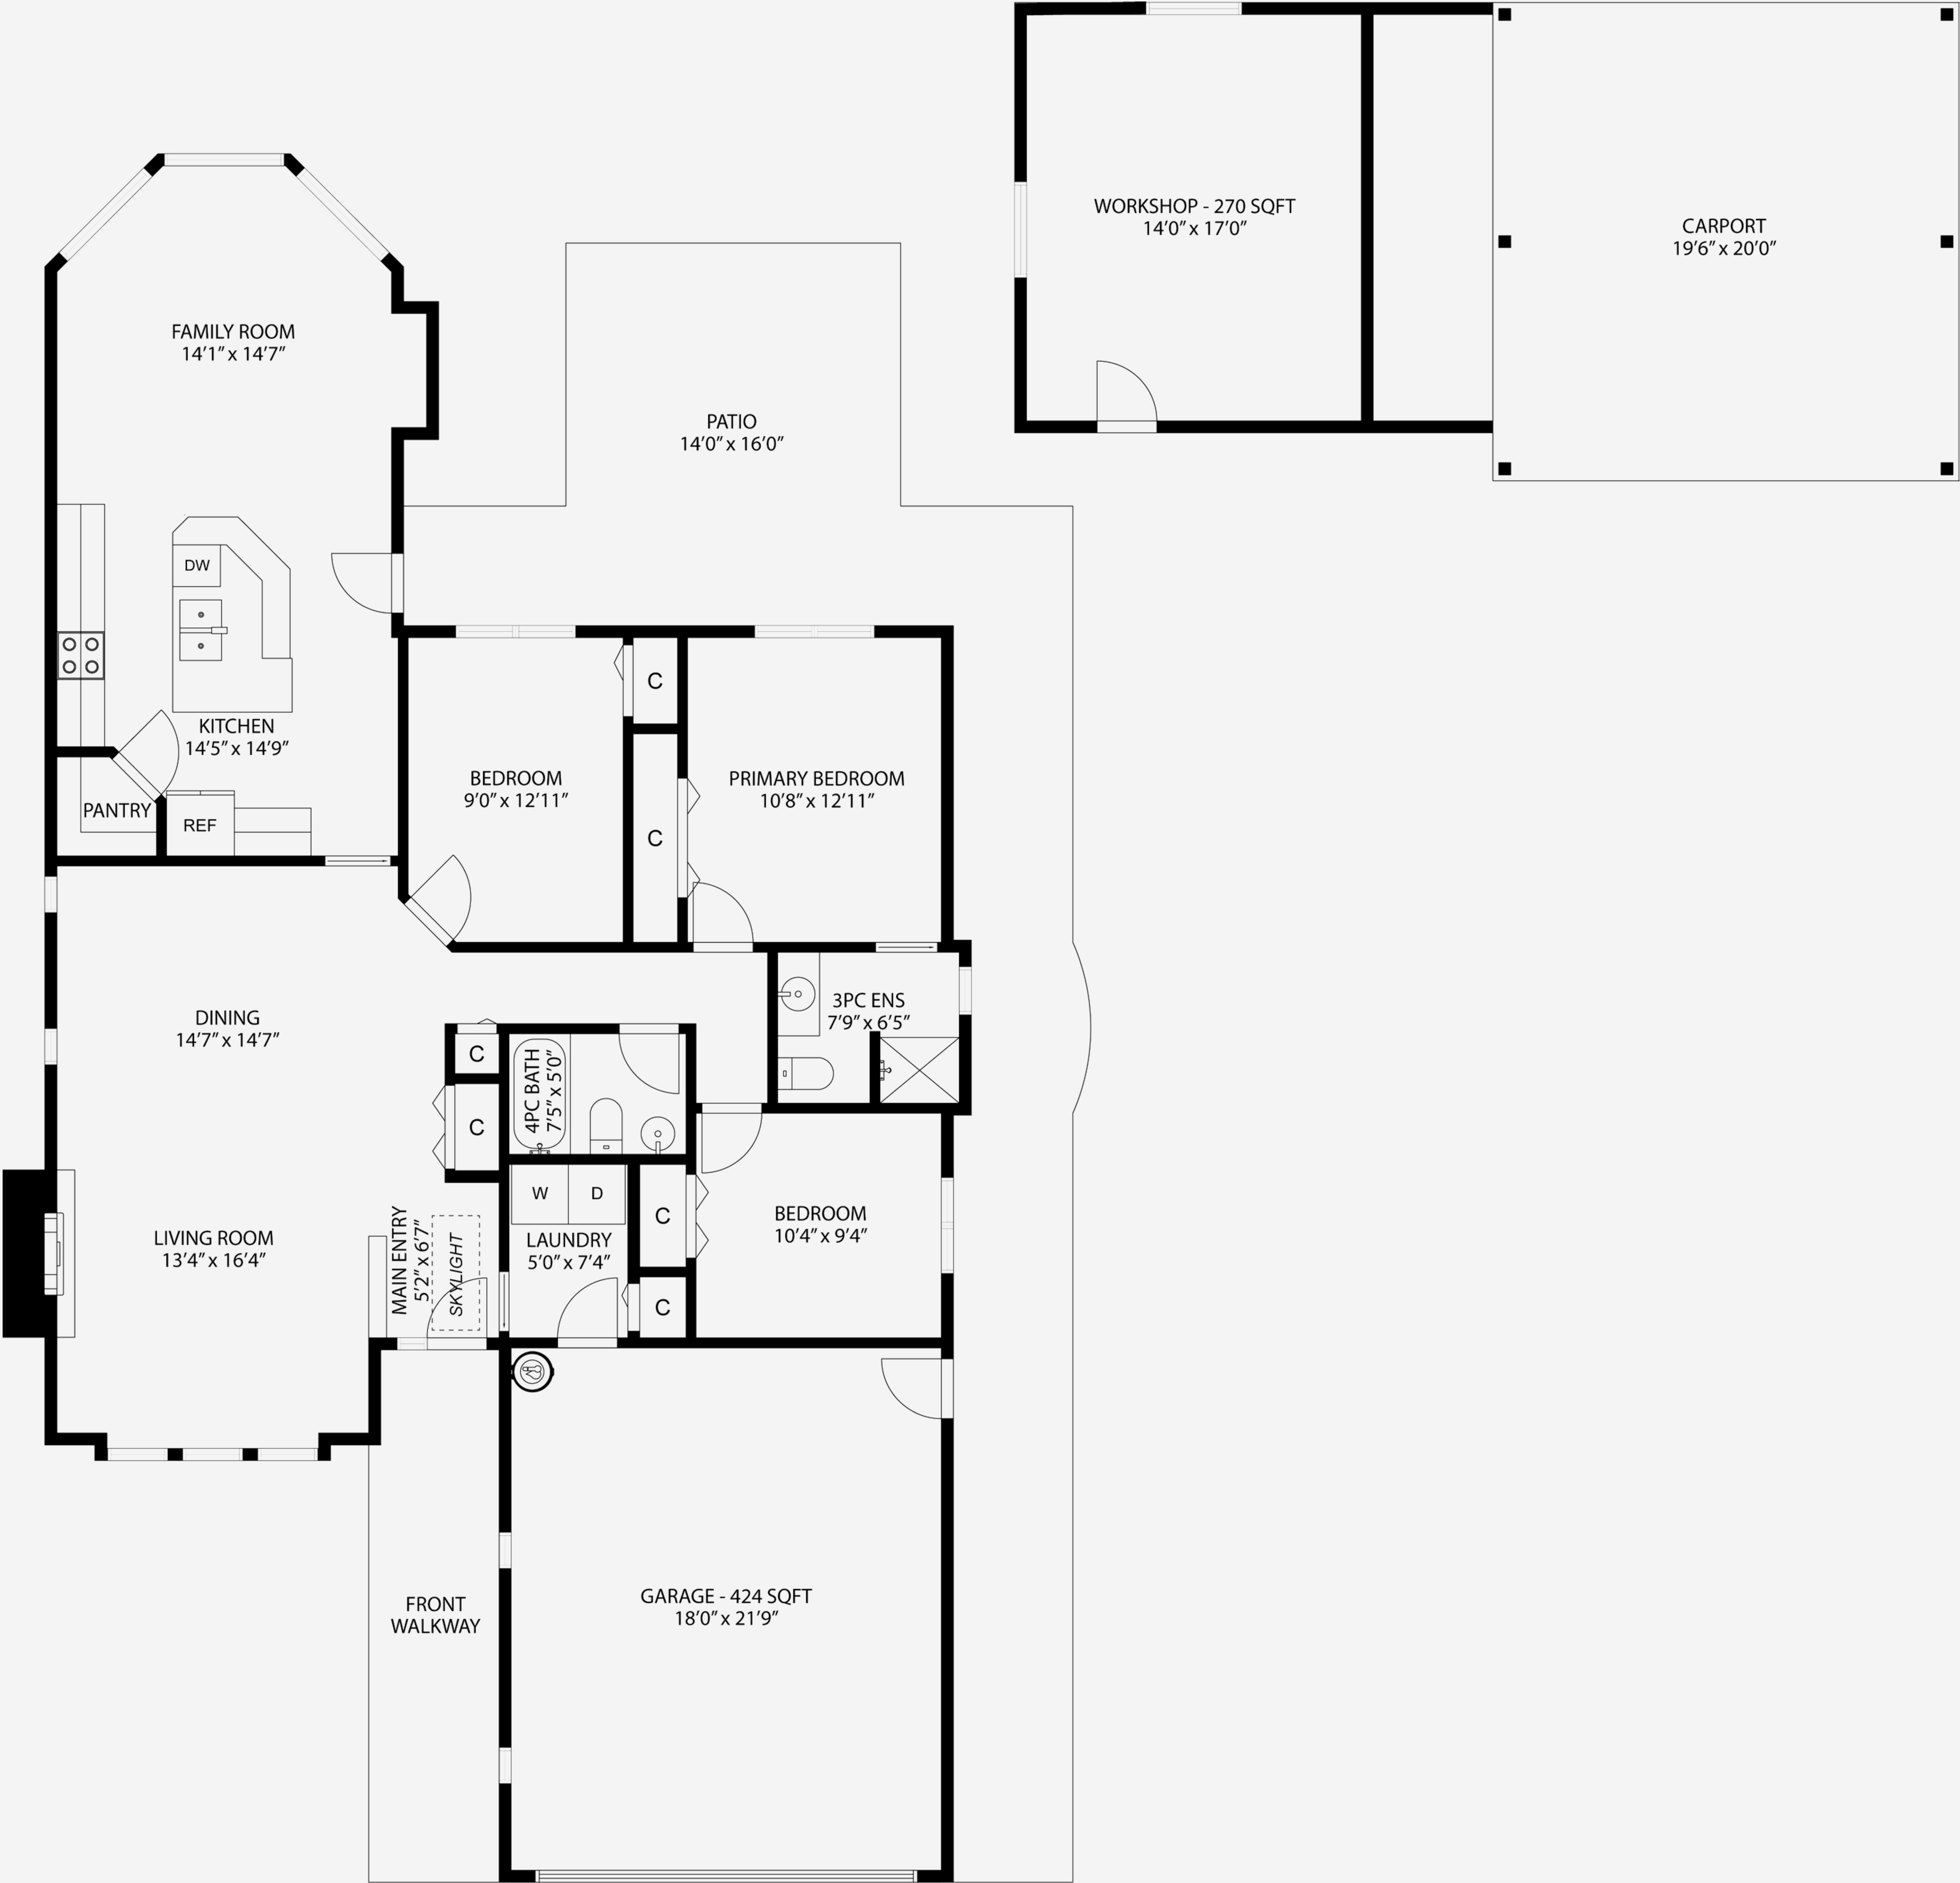 WORKSHOP - 270 SQFT
14'0" x 17'0"
CARPORT
19'6" x 20'0"
FAMILY ROOM
14'1" x 14'7"
PATIO
14'0" x 16'0"
DW
KITCHEN
14'5" x 14'9"
PANTRY
REF
BEDROOM
9'0" x 12'11"
C
C
PRIMARY BEDROOM
10'8" x 12'11"
DINING
14'7" x 14'7"
3PC ENS
7'9" x 6'5"
C
C
4PC BATH
7'5" x 5'0"
LIVING ROOM
13'4" x 16'4"
MAIN ENTRY
5'2" x 6'7"
SKYLIGHT
W
D
LAUNDRY
5'0" x 7'4"
C
C
BEDROOM
10'4" x 9'4"
FRONT
WALKWAY
GARAGE - 424 SQFT
18'0" x 21'9"